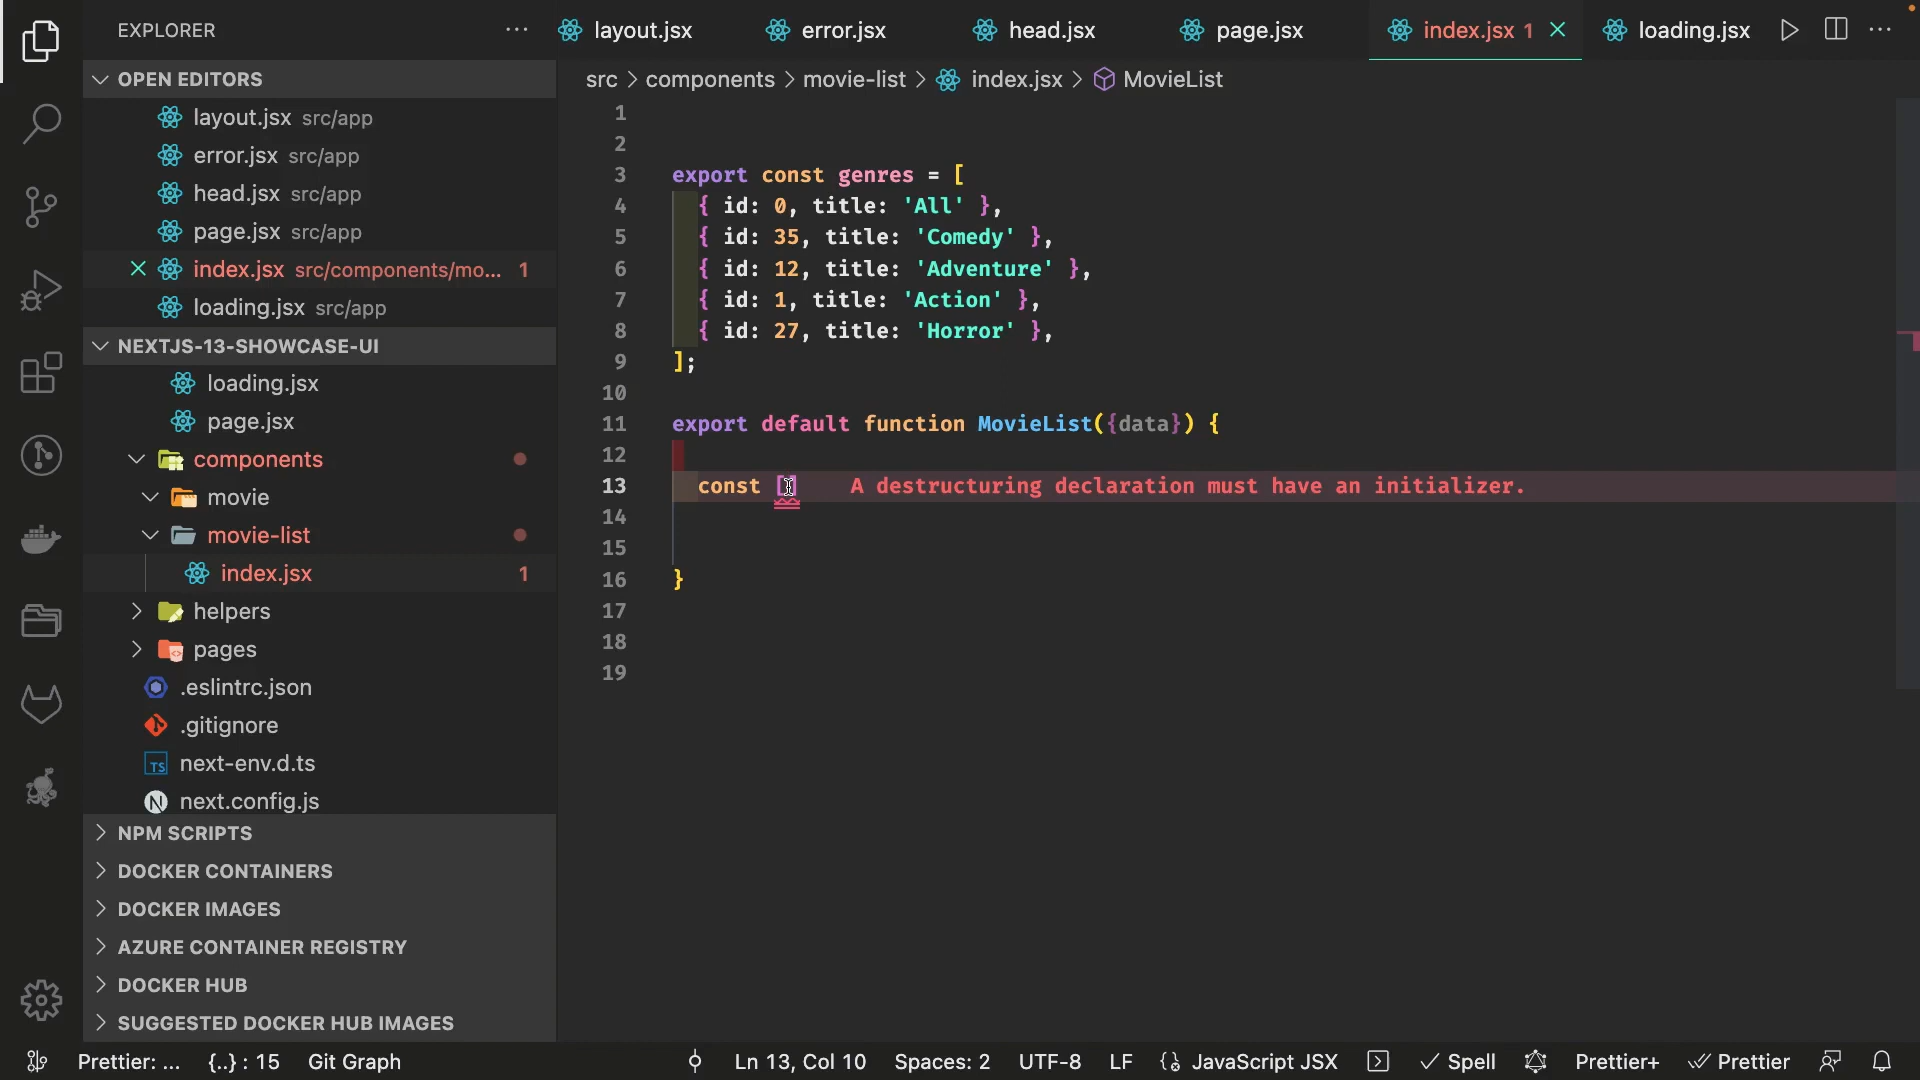 EXPLORER
layout.jsx
error.jsx
head.jsx
page.jsx
index.jsx 1
loading.jsx
OPEN EDITORS
layout.jsx src/app
error.jsx src/app
head.jsx src/app
page.jsx src/app
index.jsx src/components/mo... 1
loading.jsx src/app
NEXTJS-13-SHOWCASE-UI
loading.jsx
page.jsx
components
movie
movie-list
index.jsx 1
helpers
pages
.eslintrc.json
.gitignore
TS next-env.d.ts
N next.config.js
NPM SCRIPTS
DOCKER CONTAINERS
DOCKER IMAGES
AZURE CONTAINER REGISTRY
DOCKER HUB
SUGGESTED DOCKER HUB IMAGES
src > components > movie-list > index.jsx > MovieList
1
2
3 export const genres = [
4 { id: 0, title: 'All' },
5 { id: 35, title: 'Comedy' },
6 { id: 12, title: 'Adventure' },
7 { id: 1, title: 'Action' },
8 { id: 27, title: 'Horror' },
9 ];
10
11 export default function MovieList({data}) {
12
13 const [] A destructuring declaration must have an initializer.
14
15
16 }
17
18
19
Prettier: ... {..} : 15 Git Graph Ln 13, Col 10 Spaces: 2 UTF-8 LF JavaScript JSX Spell Prettier+ Prettier